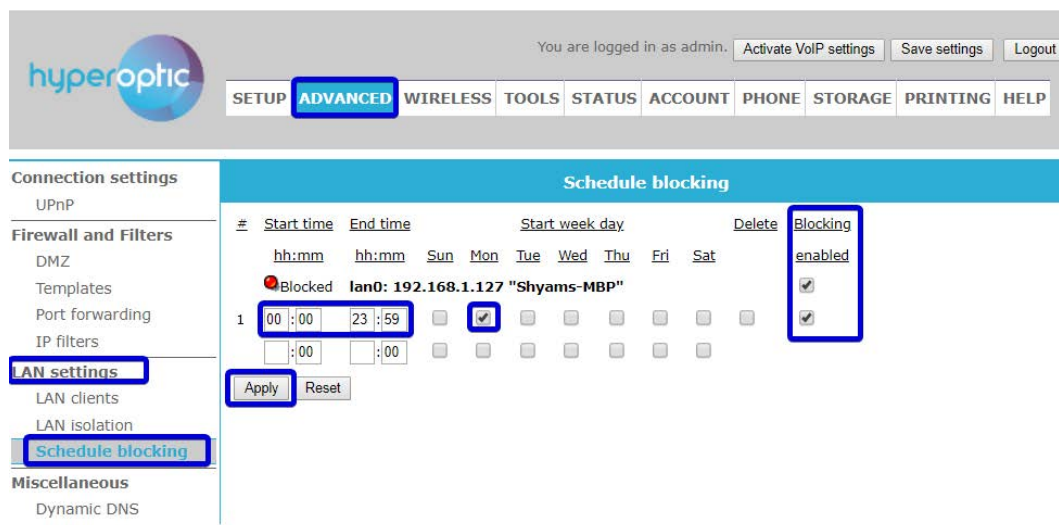 You are logged in as admin. Activate VoIP settings Save settings Logout
hyperoptic
SETUP ADVANCED WIRELESS TOOLS STATUS ACCOUNT PHONE STORAGE PRINTING HELP
Connection settings
UPnP
Firewall and Filters
DMZ
Templates
Port forwarding
IP filters
LAN settings
LAN clients
LAN isolation
Schedule blocking
Miscellaneous
Dynamic DNS
Schedule blocking
# Start time End time Start week day Delete Blocking
hh:mm hh:mm Sun Mon Tue Wed Thu Fri Sat enabled
Blocked lan0: 192.168.1.127 "Shyams-MBP"
1 00 : 00 23 : 59
:00 :00
Apply Reset